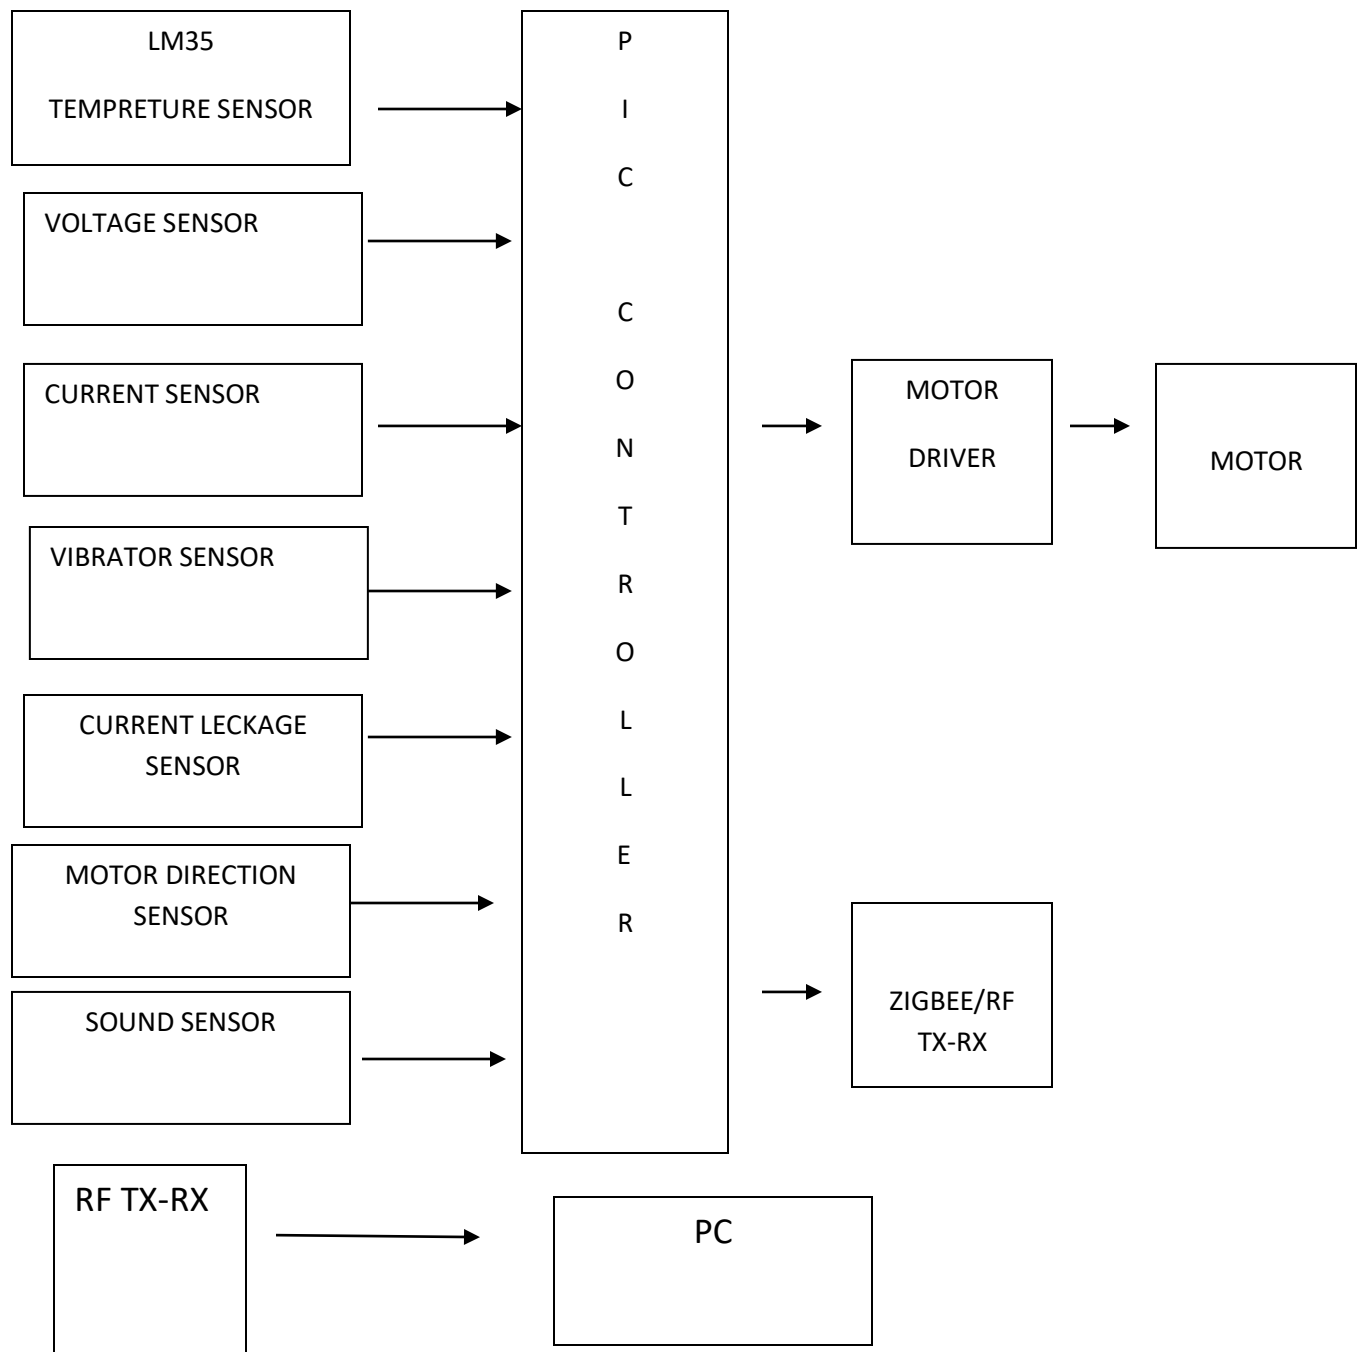 LM35
TEMPRETURE SENSOR
VOLTAGE SENSOR
CURRENT SENSOR
VIBRATOR SENSOR
CURRENT LECKAGE
SENSOR
MOTOR DIRECTION
SENSOR
SOUND SENSOR
P
I
C
C
O
N
T
R
O
L
L
E
R
MOTOR
DRIVER
MOTOR
ZIGBEE/RF
TX-RX
RF TX-RX
PC